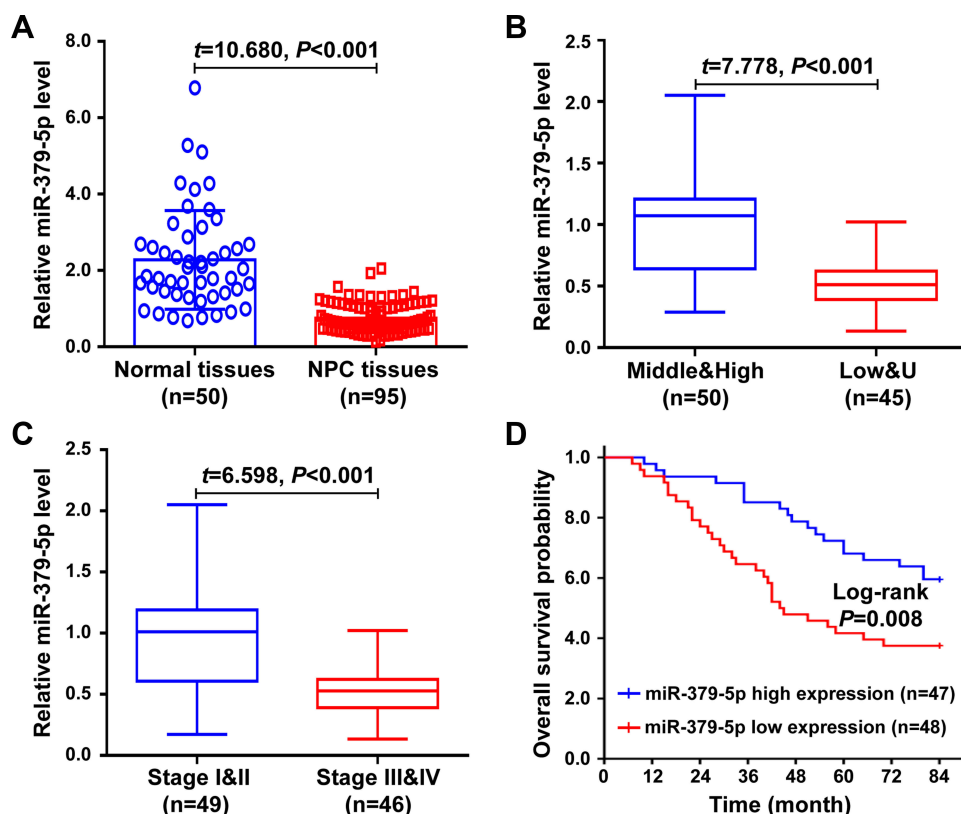 A
Relative miR-379-5p level
8.0
6.0
4.0
2.0
0.0
t=10.680, P<0.001
Normal tissues
(n=50)
NPC tissues
(n=95)
B
Relative miR-379-5p level
2.5
2.0
1.5
1.0
0.5
0.0
t=7.778, P<0.001
Middle&High
(n=50)
Low&U
(n=45)
C
Relative miR-379-5p level
2.5
2.0
1.5
1.0
0.5
0.0
t=6.598, P<0.001
Stage I&II
(n=49)
Stage III&IV
(n=46)
D
Overall survival probability
1.0
8.0
6.0
4.0
2.0
0.0
Log-rank
P=0.008
miR-379-5p high expression (n=47)
miR-379-5p low expression (n=48)
0 12 24 36 48 60 72 84
Time (month)